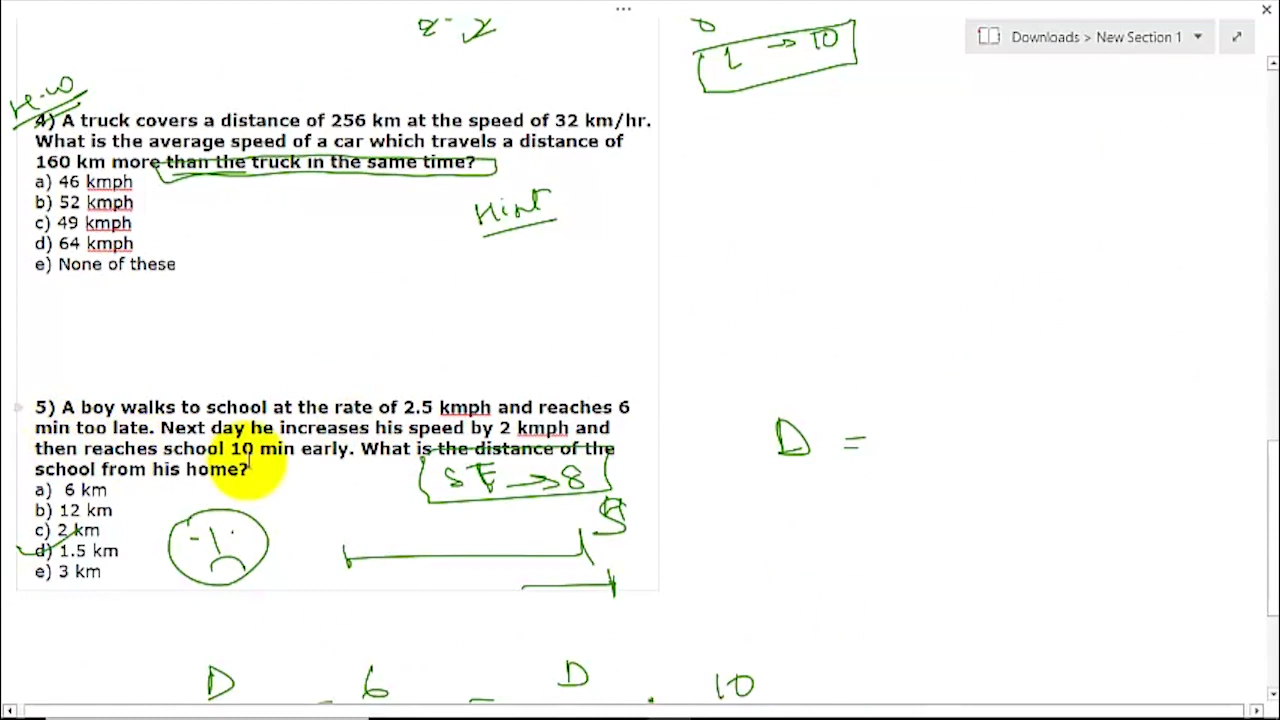 Downloads > New Section 1
→ 10
H.W
4) A truck covers a distance of 256 km at the speed of 32 km/hr.
What is the average speed of a car which travels a distance of
160 km more than the truck in the same time?
a) 46 kmph
b) 52 kmph
c) 49 kmph
d) 64 kmph
e) None of these
Hint
5) A boy walks to school at the rate of 2.5 kmph and reaches 6
min too late. Next day he increases his speed by 2 kmph and
then reaches school 10 min early. What is the distance of the
school from his home?
a) 6 km
b) 12 km
c) 2 km
d) 1.5 km
e) 3 km
→ 8
D =
D - 6 = D . 10